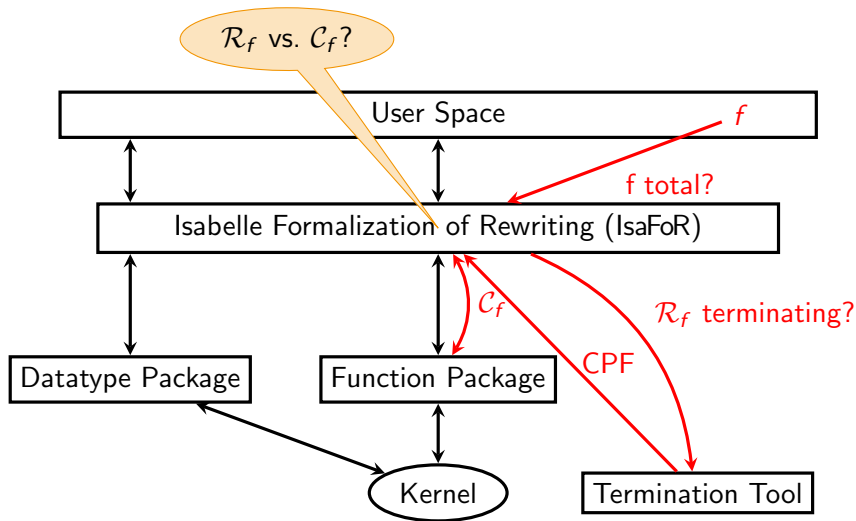 𝓡_f vs. 𝓒_f?
User Space
f
f total?
Isabelle Formalization of Rewriting (IsaFoR)
𝓒_f
𝓡_f terminating?
CPF
Datatype Package
Function Package
Kernel
Termination Tool